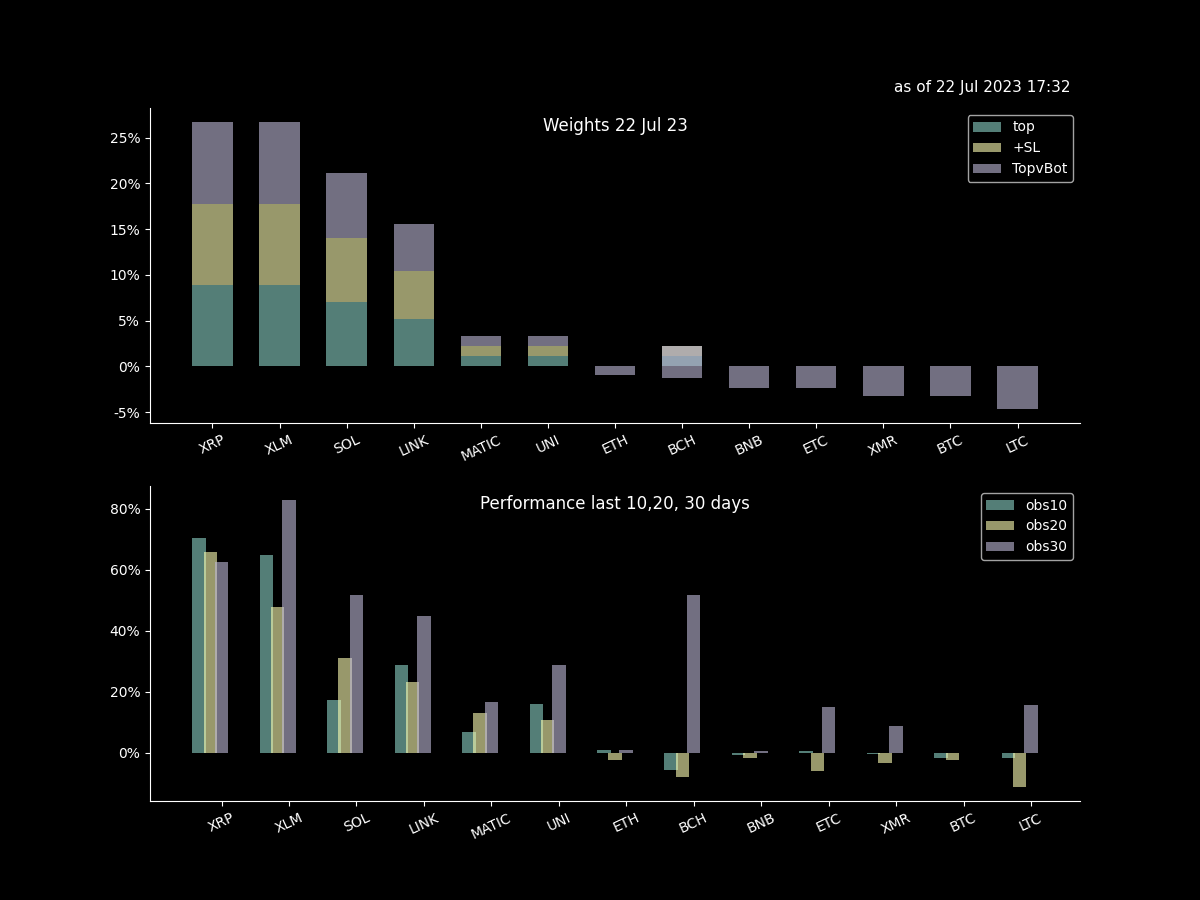 as of 22 Jul 2023 17:32
Weights 22 Jul 23
top
+SL
TopvBot
25%
20%
15%
10%
5%
0%
-5%
XRP XLM SOL LINK MATIC UNI ETH BCH BNB ETC XMR BTC LTC
Performance last 10,20, 30 days
obs10
obs20
obs30
80%
60%
40%
20%
0%
XRP XLM SOL LINK MATIC UNI ETH BCH BNB ETC XMR BTC LTC